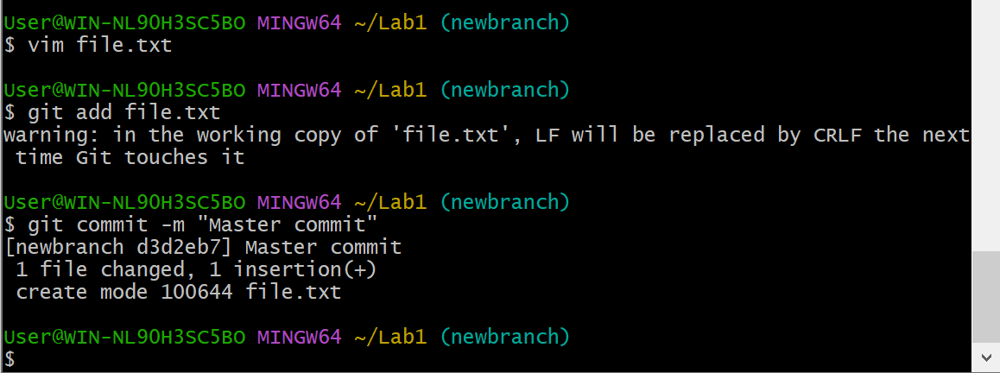 User@WIN-NL90H3SC5BO MINGW64 ~/Lab1 (newbranch)
$ vim file.txt
User@WIN-NL90H3SC5BO MINGW64 ~/Lab1 (newbranch)
$ git add file.txt
warning: in the working copy of 'file.txt', LF will be replaced by CRLF the next
 time Git touches it
User@WIN-NL90H3SC5BO MINGW64 ~/Lab1 (newbranch)
$ git commit -m "Master commit"
[newbranch d3d2eb7] Master commit
 1 file changed, 1 insertion(+)
 create mode 100644 file.txt
User@WIN-NL90H3SC5BO MINGW64 ~/Lab1 (newbranch)
$